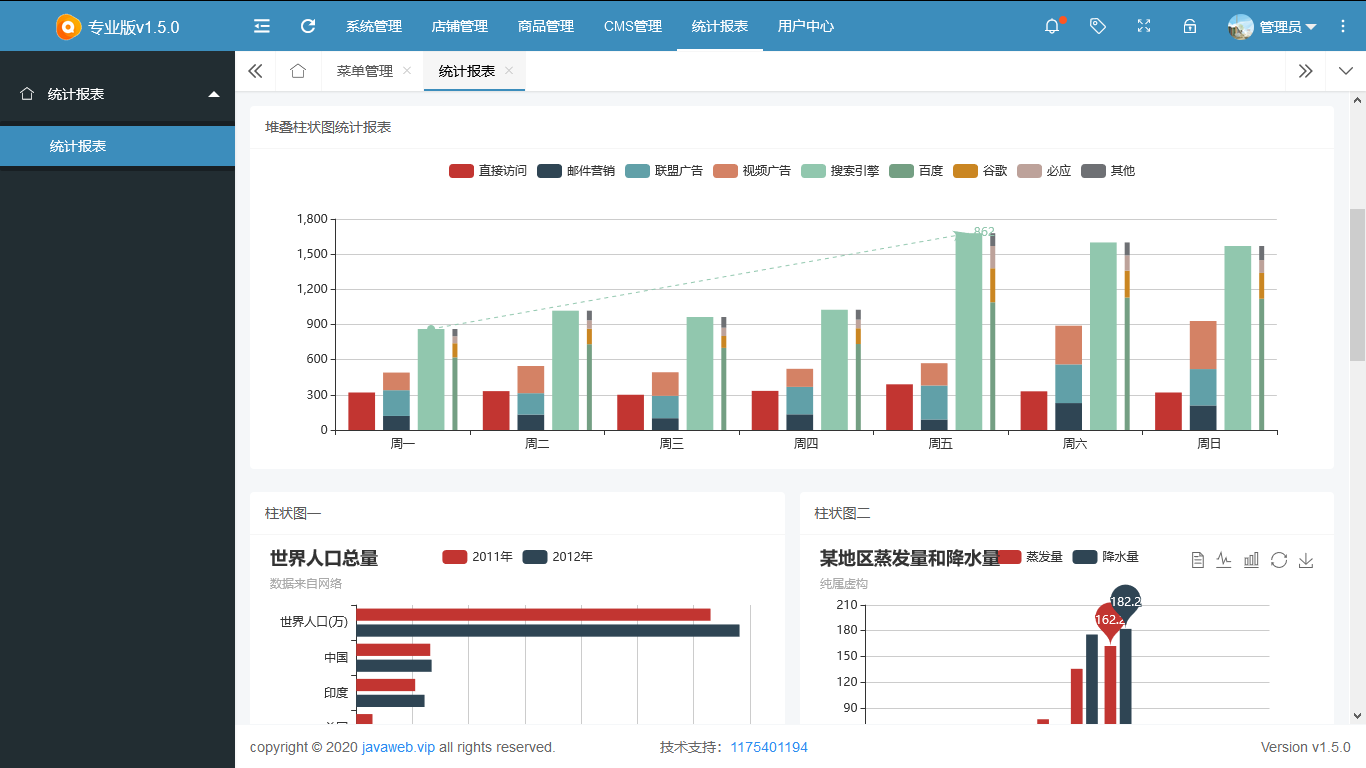 专业版v1.5.0
系统管理 店铺管理 商品管理 CMS管理 统计报表 用户中心 管理员
菜单管理 统计报表
统计报表
统计报表
堆叠柱状图统计报表
直接访问 邮件营销 联盟广告 视频广告 搜索引擎 百度 谷歌 必应 其他
1,800
862
1,500
1,200
900
600
300
0
周一 周二 周三 周四 周五 周六 周日
柱状图一
世界人口总量 2011年 2012年
数据来自网络
世界人口(万)
中国
印度
柱状图二
某地区蒸发量和降水量 蒸发量 降水量
纯属虚构
210
182.2
180
162.2
150
120
90
copyright © 2020 javaweb.vip all rights reserved. 技术支持：1175401194 Version v1.5.0